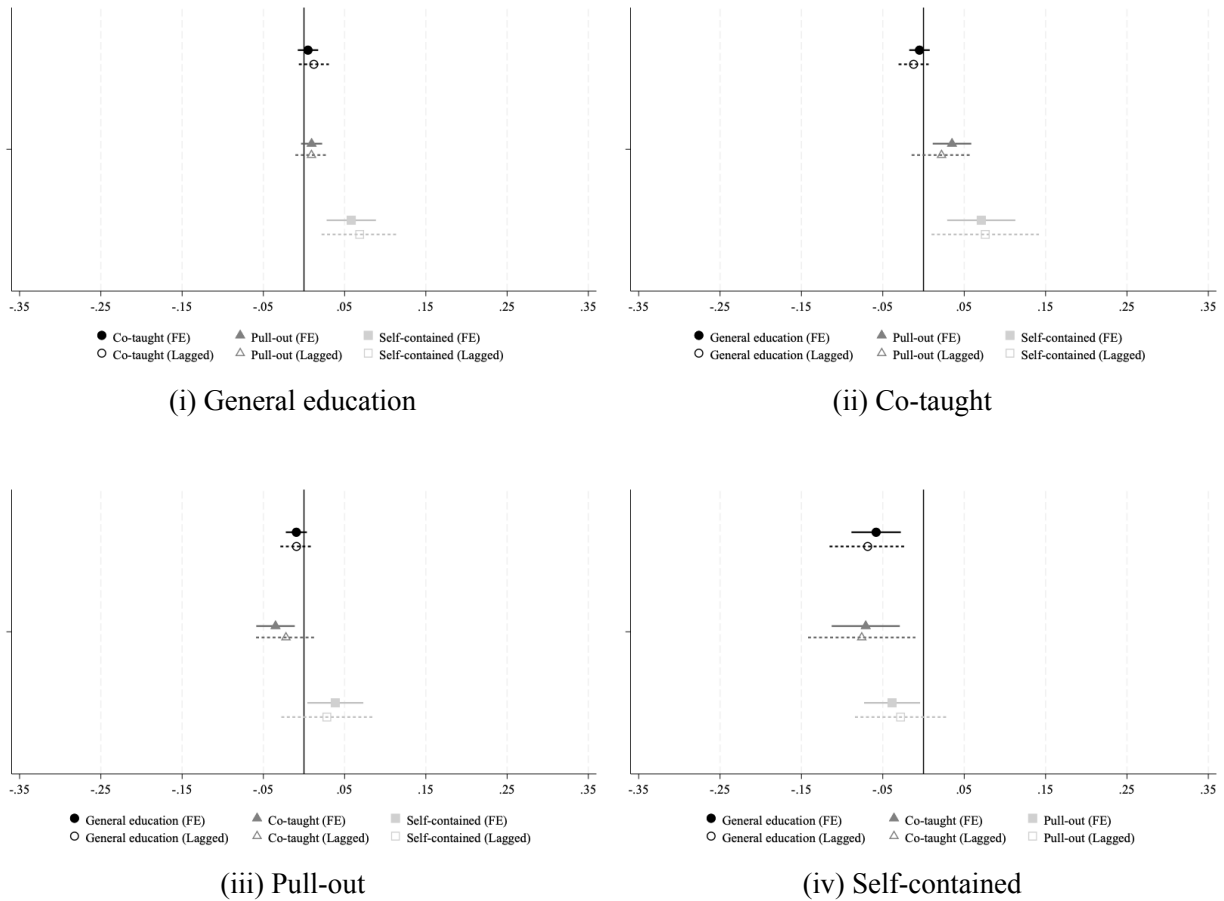 -.35 -.25 -.15 -.05 .05 .15 .25 .35
Co-taught (FE) Pull-out (FE) Self-contained (FE)
Co-taught (Lagged) Pull-out (Lagged) Self-contained (Lagged)
(i) General education
-.35 -.25 -.15 -.05 .05 .15 .25 .35
General education (FE) Pull-out (FE) Self-contained (FE)
General education (Lagged) Pull-out (Lagged) Self-contained (Lagged)
(ii) Co-taught
-.35 -.25 -.15 -.05 .05 .15 .25 .35
General education (FE) Co-taught (FE) Self-contained (FE)
General education (Lagged) Co-taught (Lagged) Self-contained (Lagged)
(iii) Pull-out
-.35 -.25 -.15 -.05 .05 .15 .25 .35
General education (FE) Co-taught (FE) Pull-out (FE)
General education (Lagged) Co-taught (Lagged) Pull-out (Lagged)
(iv) Self-contained